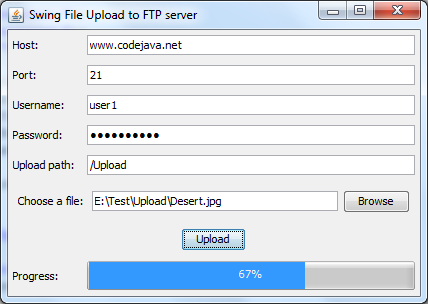 Swing File Upload to FTP server
Host: www.codejava.net
Port: 21
Username: user1
Password: ●●●●●●●●●●
Upload path: /Upload
Choose a file: E:\Test\Upload\Desert.jpg Browse
Upload
Progress: 67%